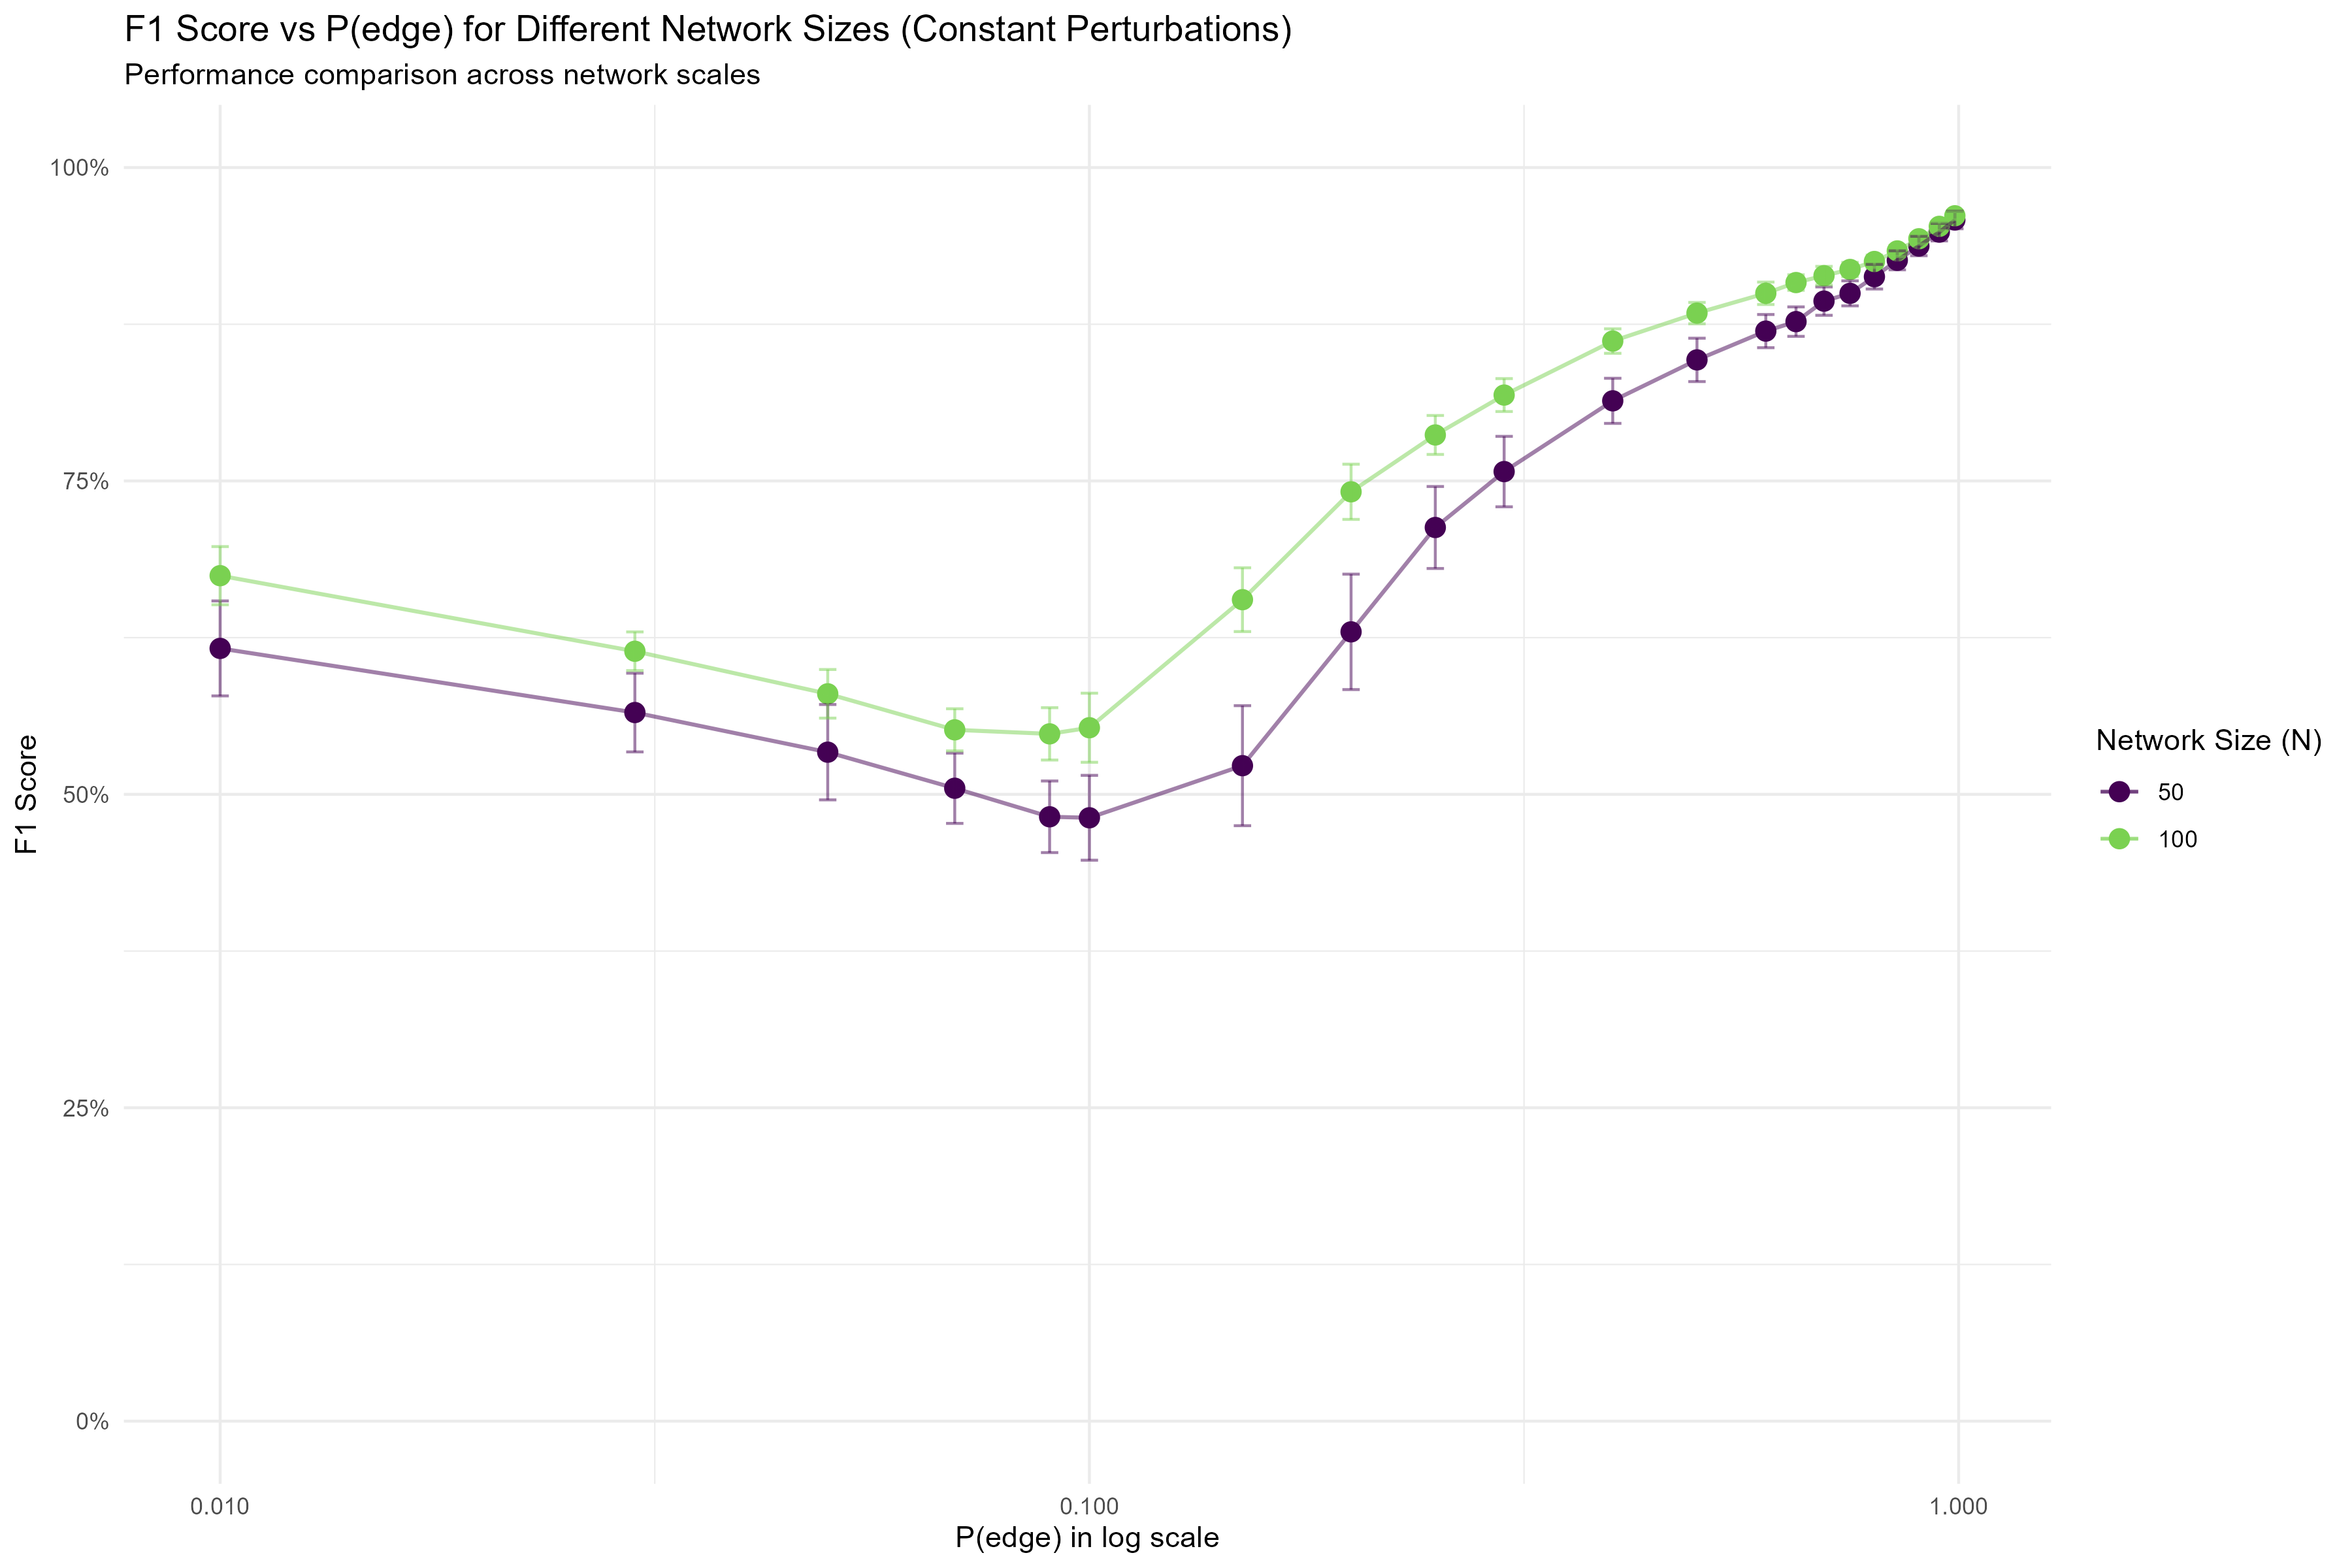 F1 Score vs P(edge) for Different Network Sizes (Constant Perturbations)
Performance comparison across network scales
100%
75%
50%
25%
0%
F1 Score
0.010
0.100
1.000
P(edge) in log scale
Network Size (N)
50
100